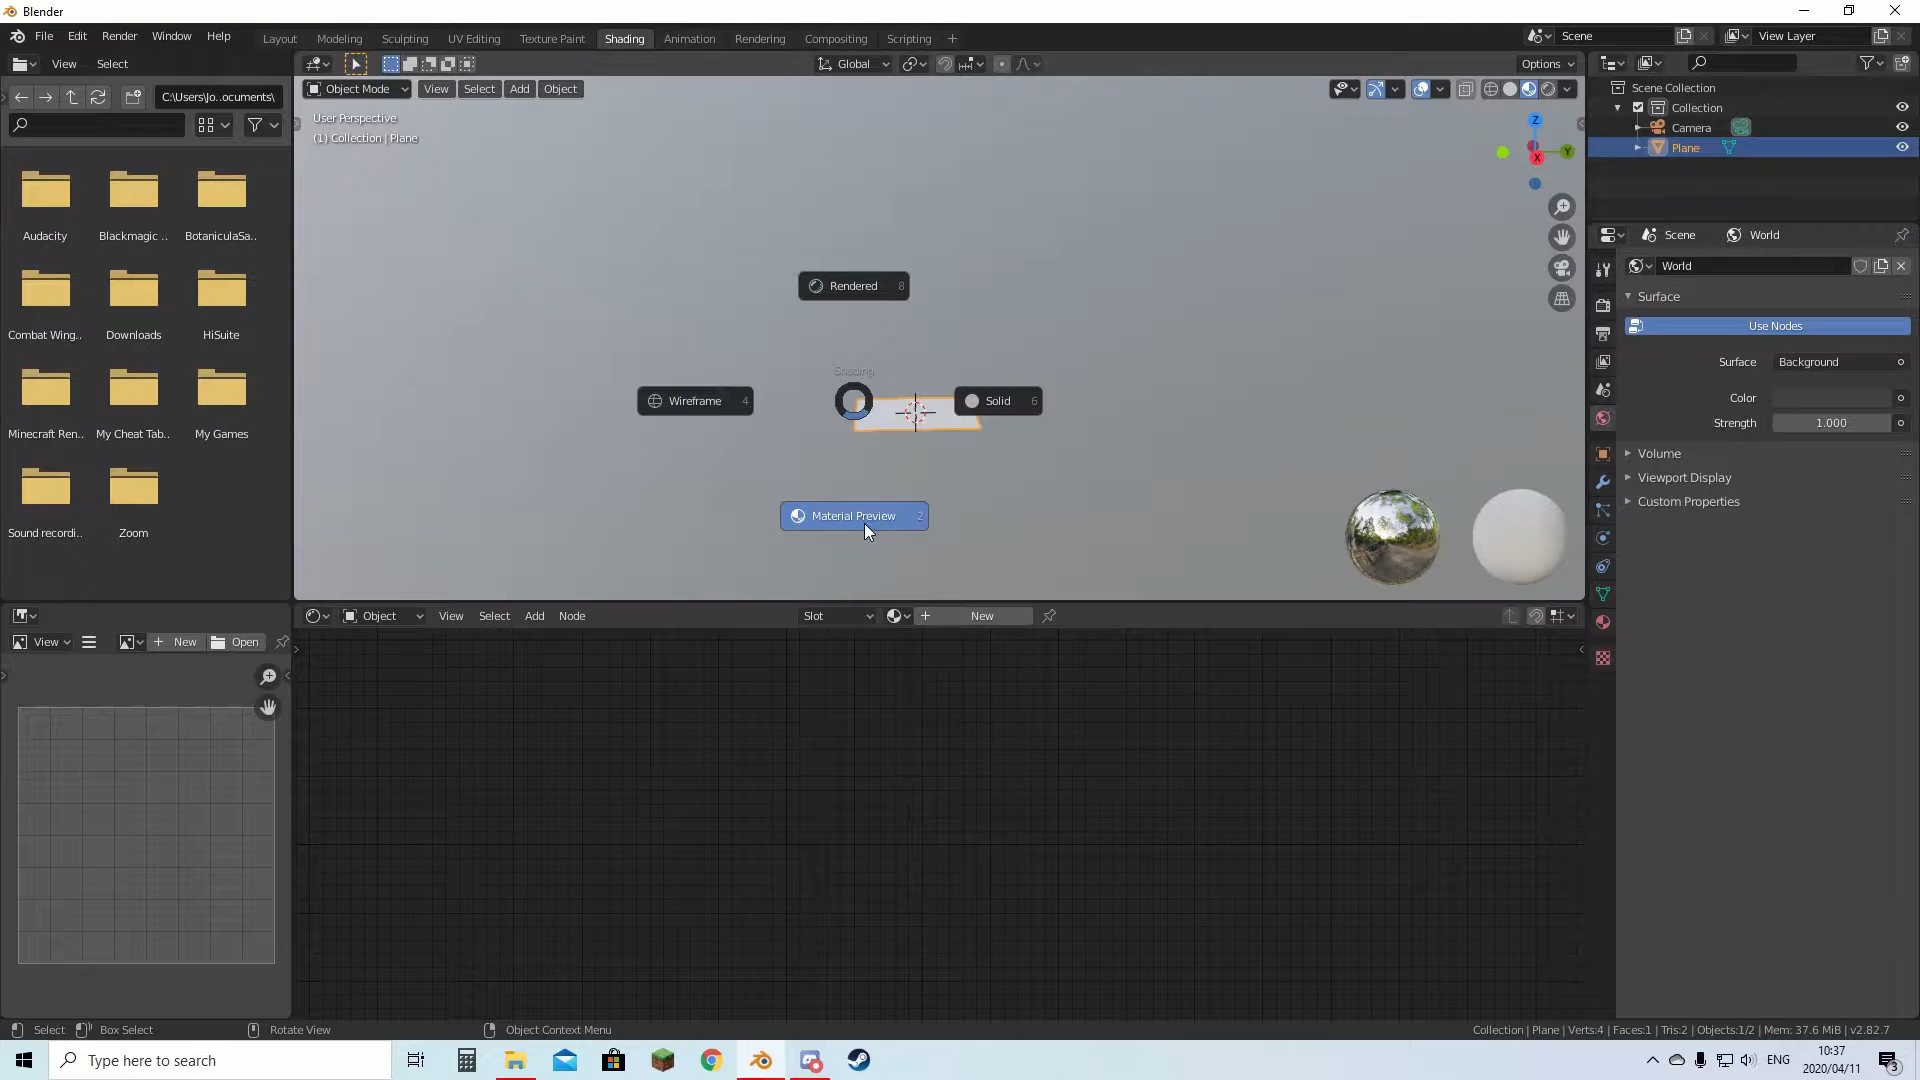 Blender
File Edit Render Window Help
Layout Modeling Sculpting UV Editing Texture Paint Shading Animation Rendering Compositing Scripting
Scene
View Layer
View Select
Global
Options
C:\Users\Jo..ocuments\
Object Mode View Select Add Object
User Perspective
(1) Collection | Plane
Z
Y
X
Scene Collection
Collection
Camera
Plane
Audacity Blackmagic .. BotaniculaSa..
Combat Wing.. Downloads HiSuite
Minecraft Ren.. My Cheat Tab.. My Games
Sound recordi.. Zoom
Rendered 8
Shading
Wireframe 4
Solid 6
Material Preview 2
Scene World
World
Surface
Use Nodes
Surface Background
Color
Strength 1.000
Volume
Viewport Display
Custom Properties
Object View Select Add Node
Slot
New
View
New Open
Select Box Select Rotate View Object Context Menu
Collection | Plane | Verts:4 | Faces:1 | Tris:2 | Objects:1/2 | Mem: 37.6 MiB | v2.82.7
Type here to search
ENG
10:37
2020/04/11
3